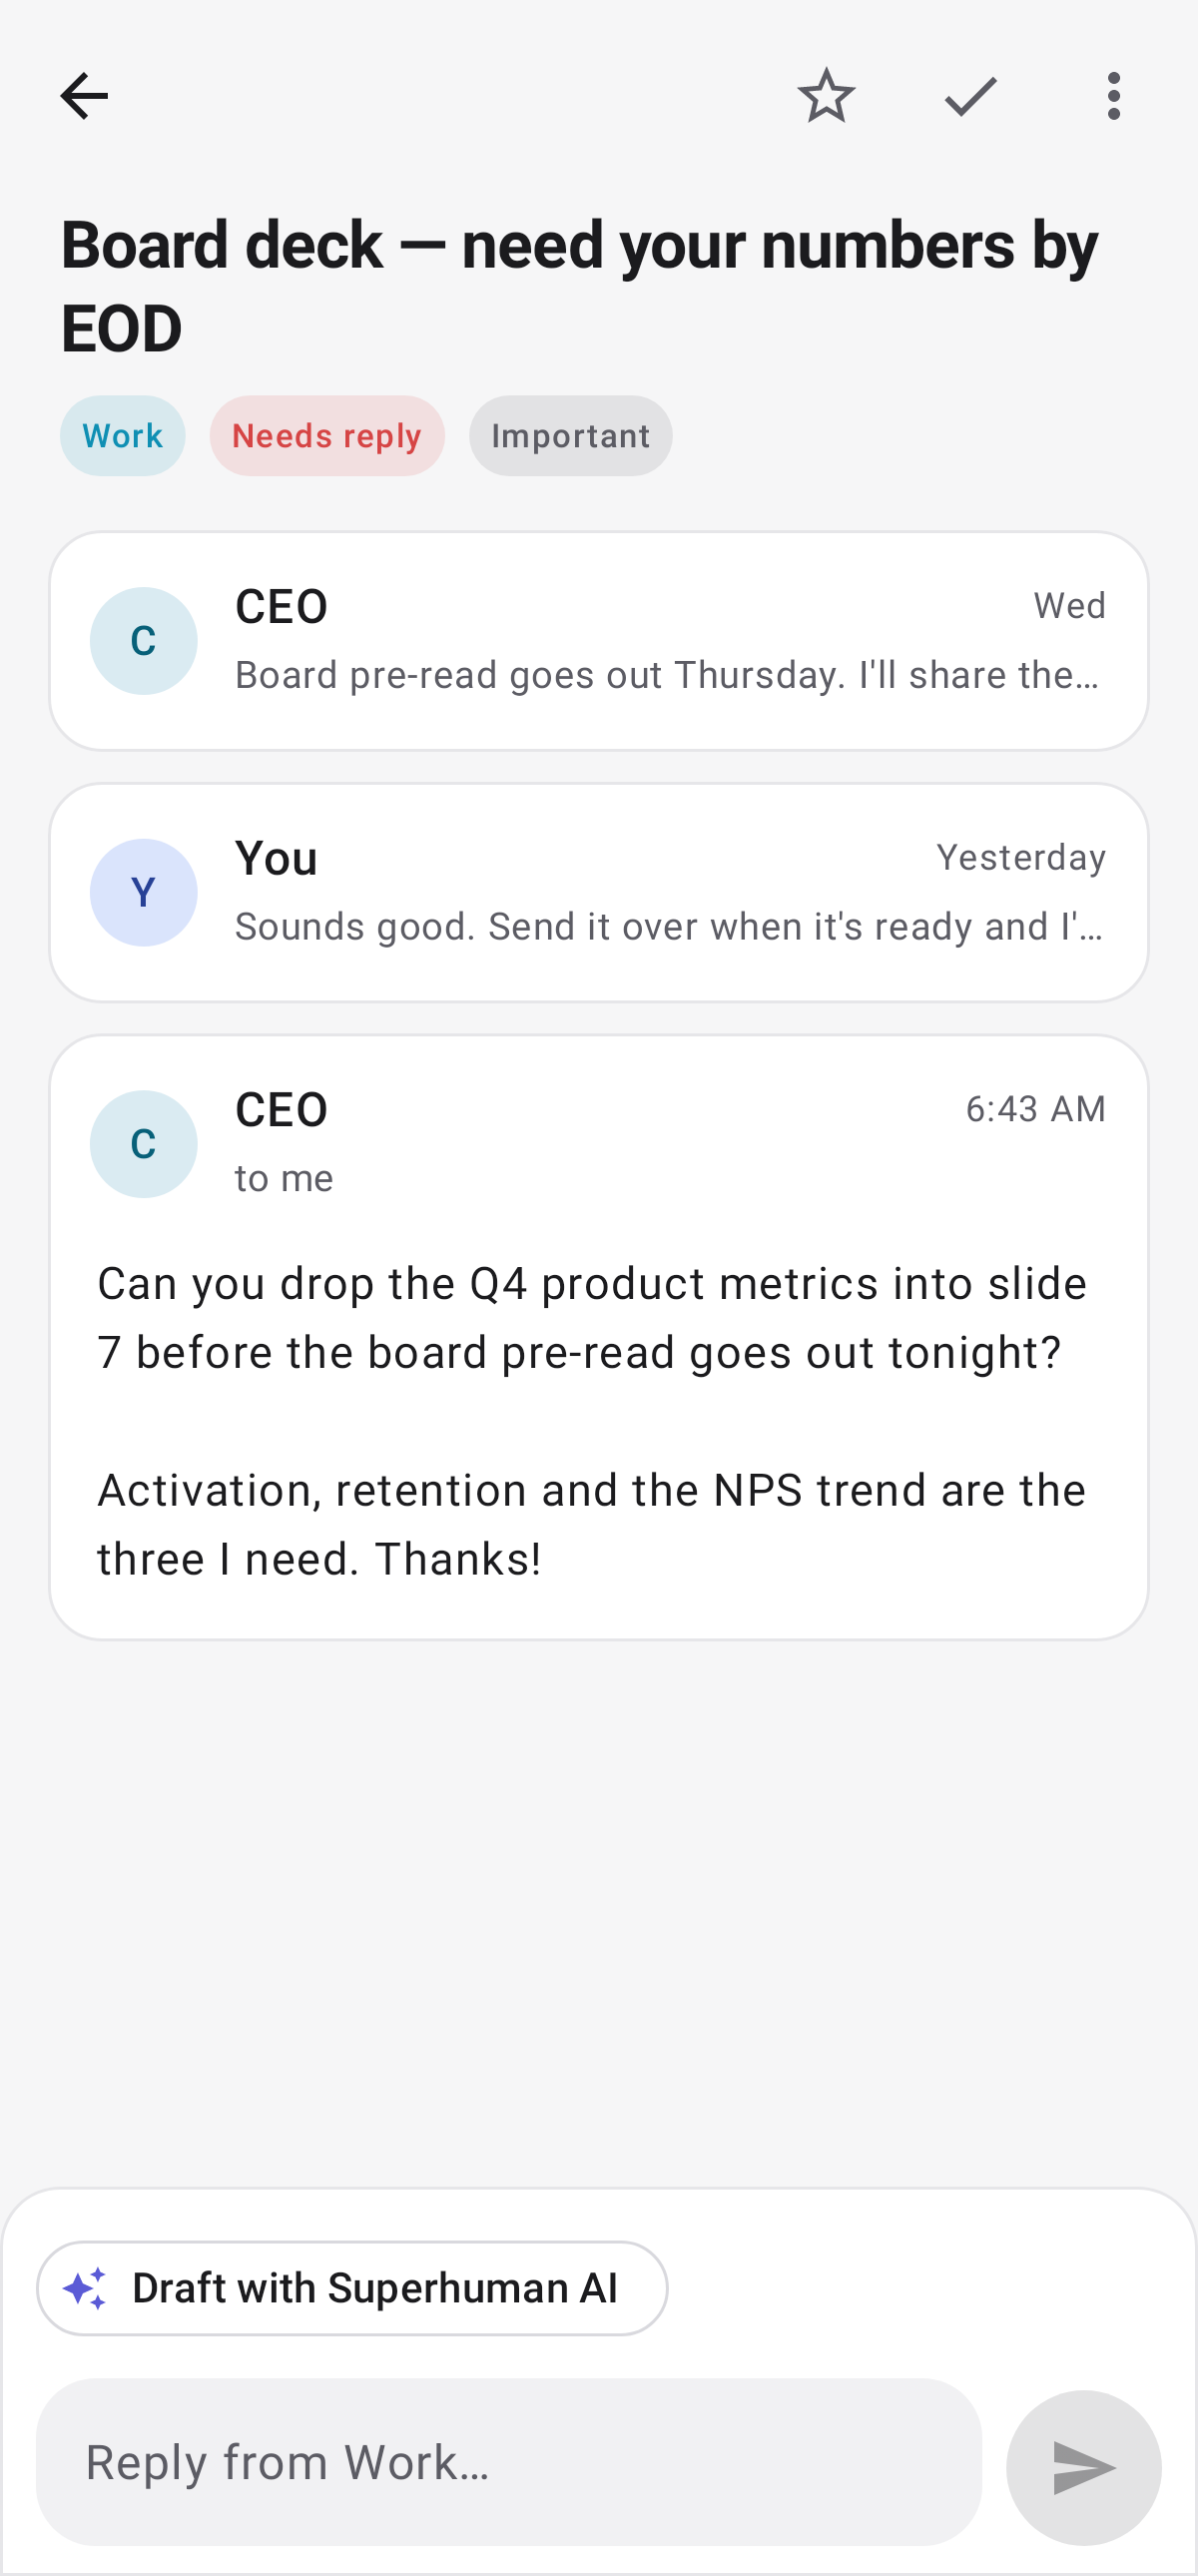 Board deck — need your numbers by
EOD
Work
Needs reply
Important
C
CEO
Wed
Board pre-read goes out Thursday. I'll share the…
Y
You
Yesterday
Sounds good. Send it over when it's ready and I'…
C
CEO
6:43 AM
to me
Can you drop the Q4 product metrics into slide
7 before the board pre-read goes out tonight?
Activation, retention and the NPS trend are the
three I need. Thanks!
Draft with Superhuman AI
Reply from Work…